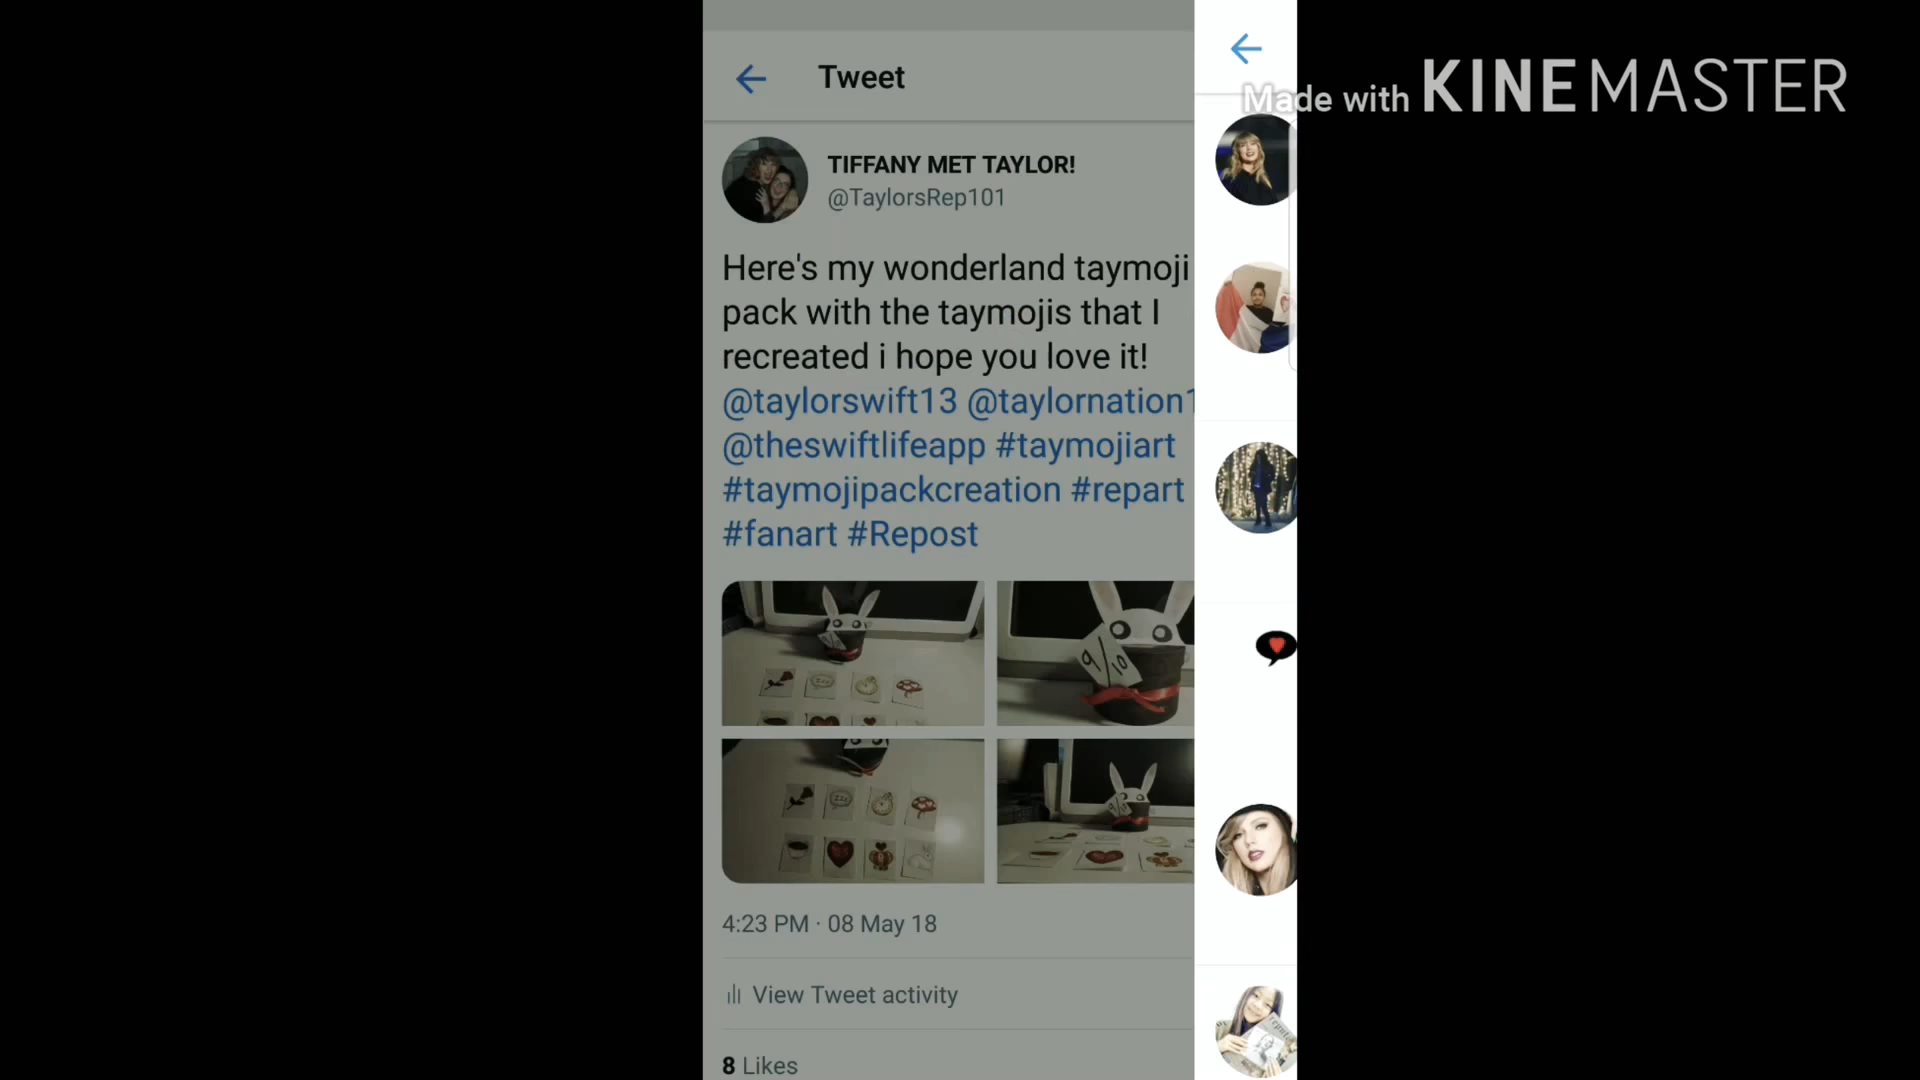 Tweet
Made with KINEMASTER
TIFFANY MET TAYLOR!
@TaylorsRep101
Here's my wonderland taymoji
pack with the taymojis that I
recreated i hope you love it!
@taylorswift13 @taylornation1
@theswiftlifeapp #taymojiart
#taymojipackcreation #repart
#fanart #Repost
9/10
4:23 PM · 08 May 18
View Tweet activity
8 Likes